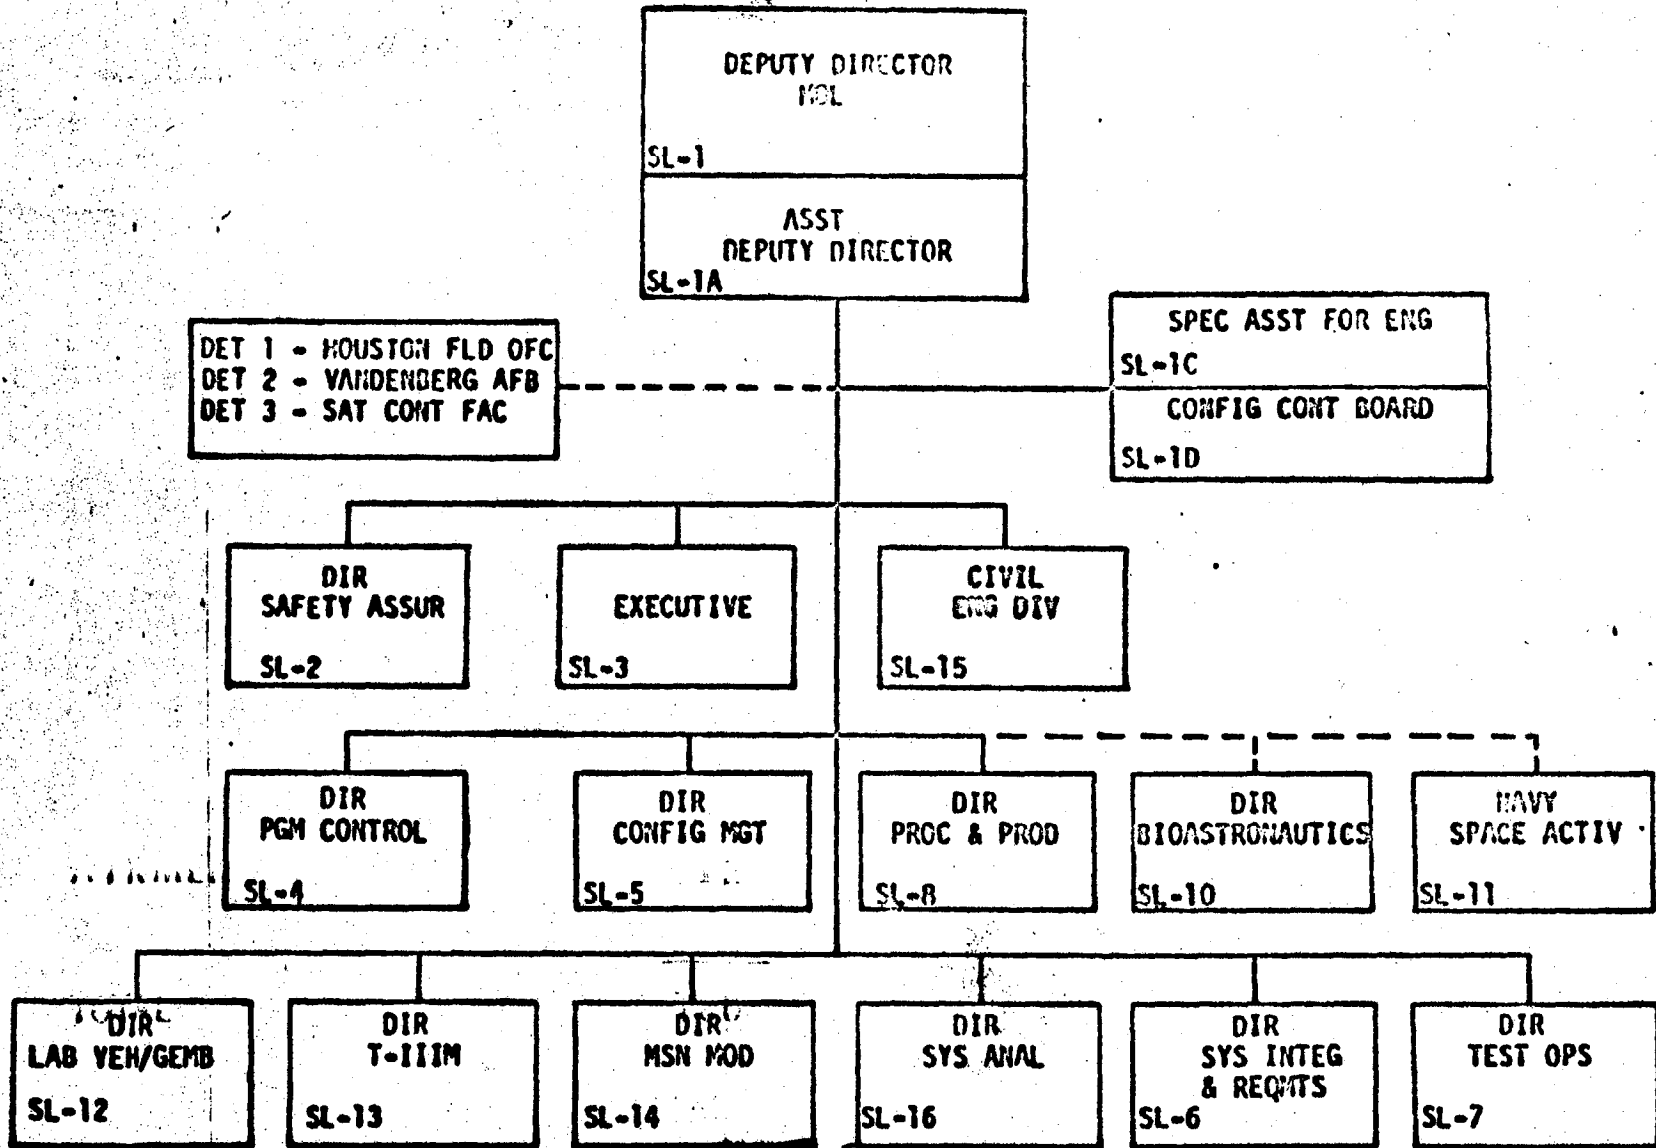 DEPUTY DIRECTOR
MOL
SL-1
ASST
DEPUTY DIRECTOR
SL-1A
DET 1 - HOUSTON FLD OFC
DET 2 - VANDENBERG AFB
DET 3 - SAT CONT FAC
SPEC ASST FOR ENG
SL-1C
CONFIG CONT BOARD
SL-1D
DIR
SAFETY ASSUR
SL-2
EXECUTIVE
SL-3
CIVIL
ENG DIV
SL-15
DIR
PGM CONTROL
SL-4
DIR
CONFIG MGT
SL-5
DIR
PROC & PROD
SL-8
DIR
BIOASTRONAUTICS
SL-10
NAVY
SPACE ACTIV
SL-11
DIR
LAB VEH/GEMB
SL-12
DIR
T-IIIM
SL-13
DIR
MSN MOD
SL-14
DIR
SYS ANAL
SL-16
DIR
SYS INTEG
& REQMTS
SL-6
DIR
TEST OPS
SL-7